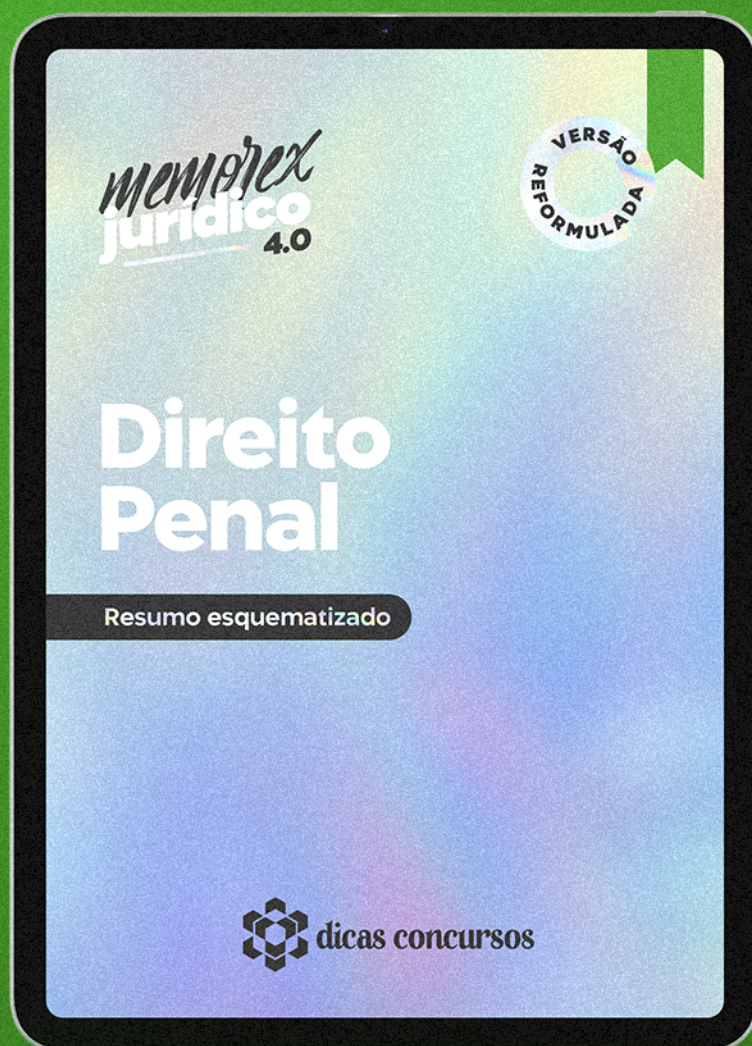 memorex
jurídico
4.0
VERSÃO
REFORMULADA
Direito
Penal
Resumo esquematizado
dicas concursos